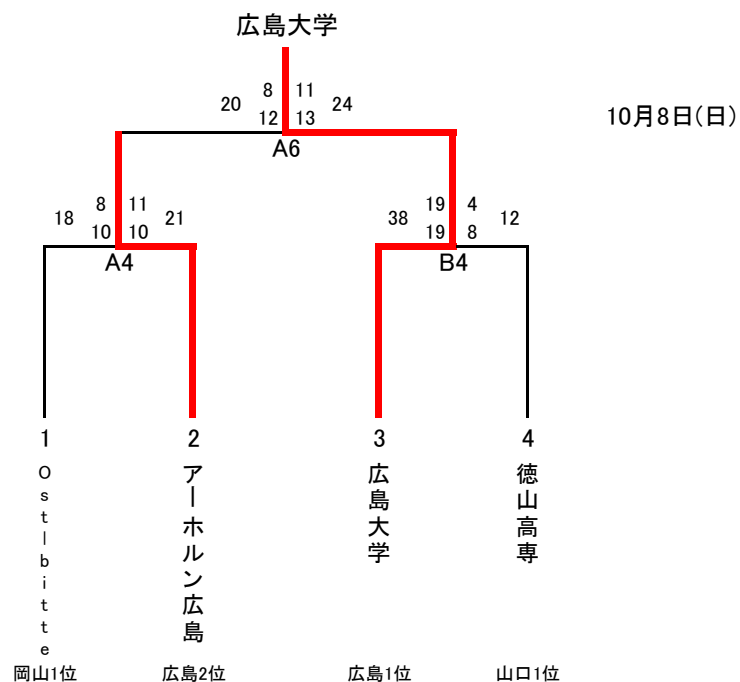 広島大学
10月8日(日)
20 8 11 24
12 13
A6
18 8 11 21
10 10
A4
38 19 4 12
19 8
B4
1 2 3 4
Ost-bitte
アーホルン広島
広島大学
徳山高専
岡山1位 広島2位 広島1位 山口1位